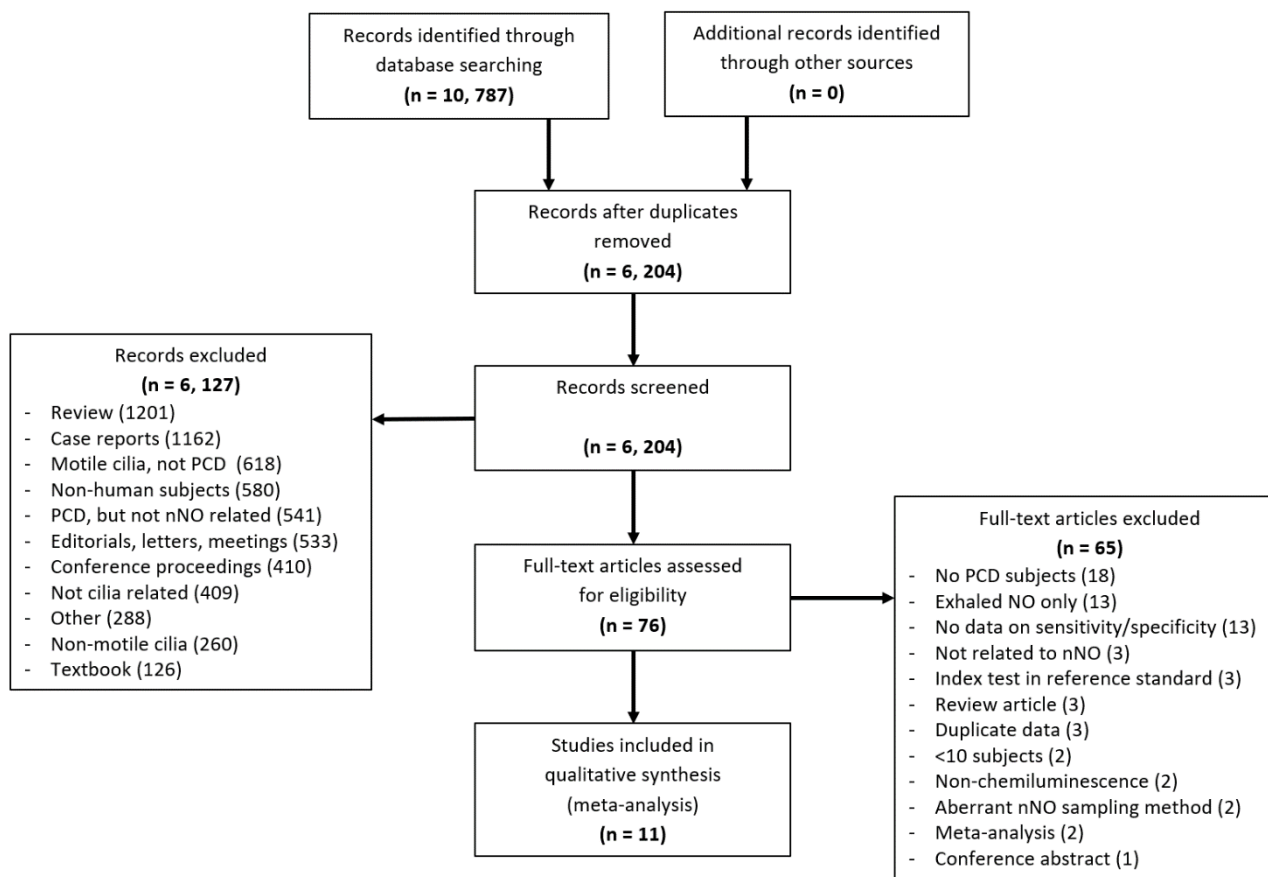 Records identified through
database searching
(n = 10, 787)
Additional records identified
through other sources
(n = 0)
Records after duplicates
removed
(n = 6, 204)
Records excluded
(n = 6, 127)
- Review (1201)
- Case reports (1162)
- Motile cilia, not PCD (618)
- Non-human subjects (580)
- PCD, but not nNO related (541)
- Editorials, letters, meetings (533)
- Conference proceedings (410)
- Not cilia related (409)
- Other (288)
- Non-motile cilia (260)
- Textbook (126)
Records screened
(n = 6, 204)
Full-text articles assessed
for eligibility
(n = 76)
Full-text articles excluded
(n = 65)
- No PCD subjects (18)
- Exhaled NO only (13)
- No data on sensitivity/specificity (13)
- Not related to nNO (3)
- Index test in reference standard (3)
- Review article (3)
- Duplicate data (3)
- <10 subjects (2)
- Non-chemiluminescence (2)
- Aberrant nNO sampling method (2)
- Meta-analysis (2)
- Conference abstract (1)
Studies included in
qualitative synthesis
(meta-analysis)
(n = 11)